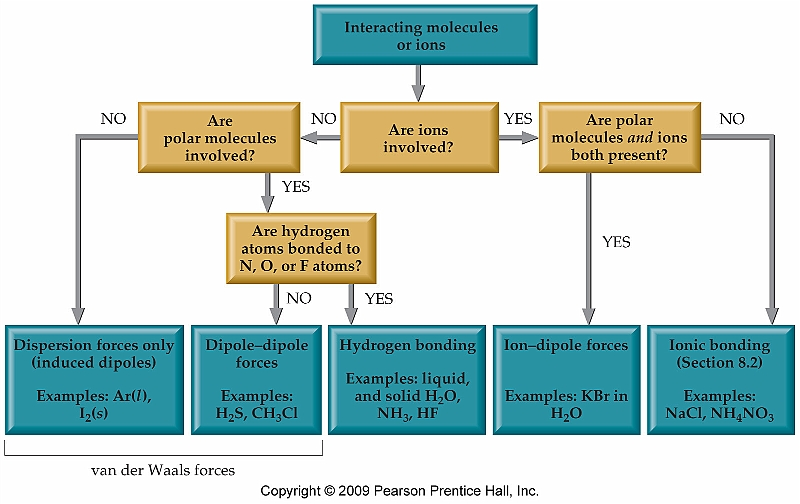 Interacting molecules
or ions
NO
Are
polar molecules
involved?
NO
Are ions
involved?
YES
Are polar
molecules and ions
both present?
NO
YES
Are hydrogen
atoms bonded to
N, O, or F atoms?
YES
NO
YES
Dispersion forces only
(induced dipoles)
Examples: Ar(l),
I₂(s)
Dipole–dipole
forces
Examples:
H₂S, CH₃Cl
Hydrogen bonding
Examples: liquid,
and solid H₂O,
NH₃, HF
Ion–dipole forces
Examples: KBr in
H₂O
Ionic bonding
(Section 8.2)
Examples:
NaCl, NH₄NO₃
van der Waals forces
Copyright © 2009 Pearson Prentice Hall, Inc.